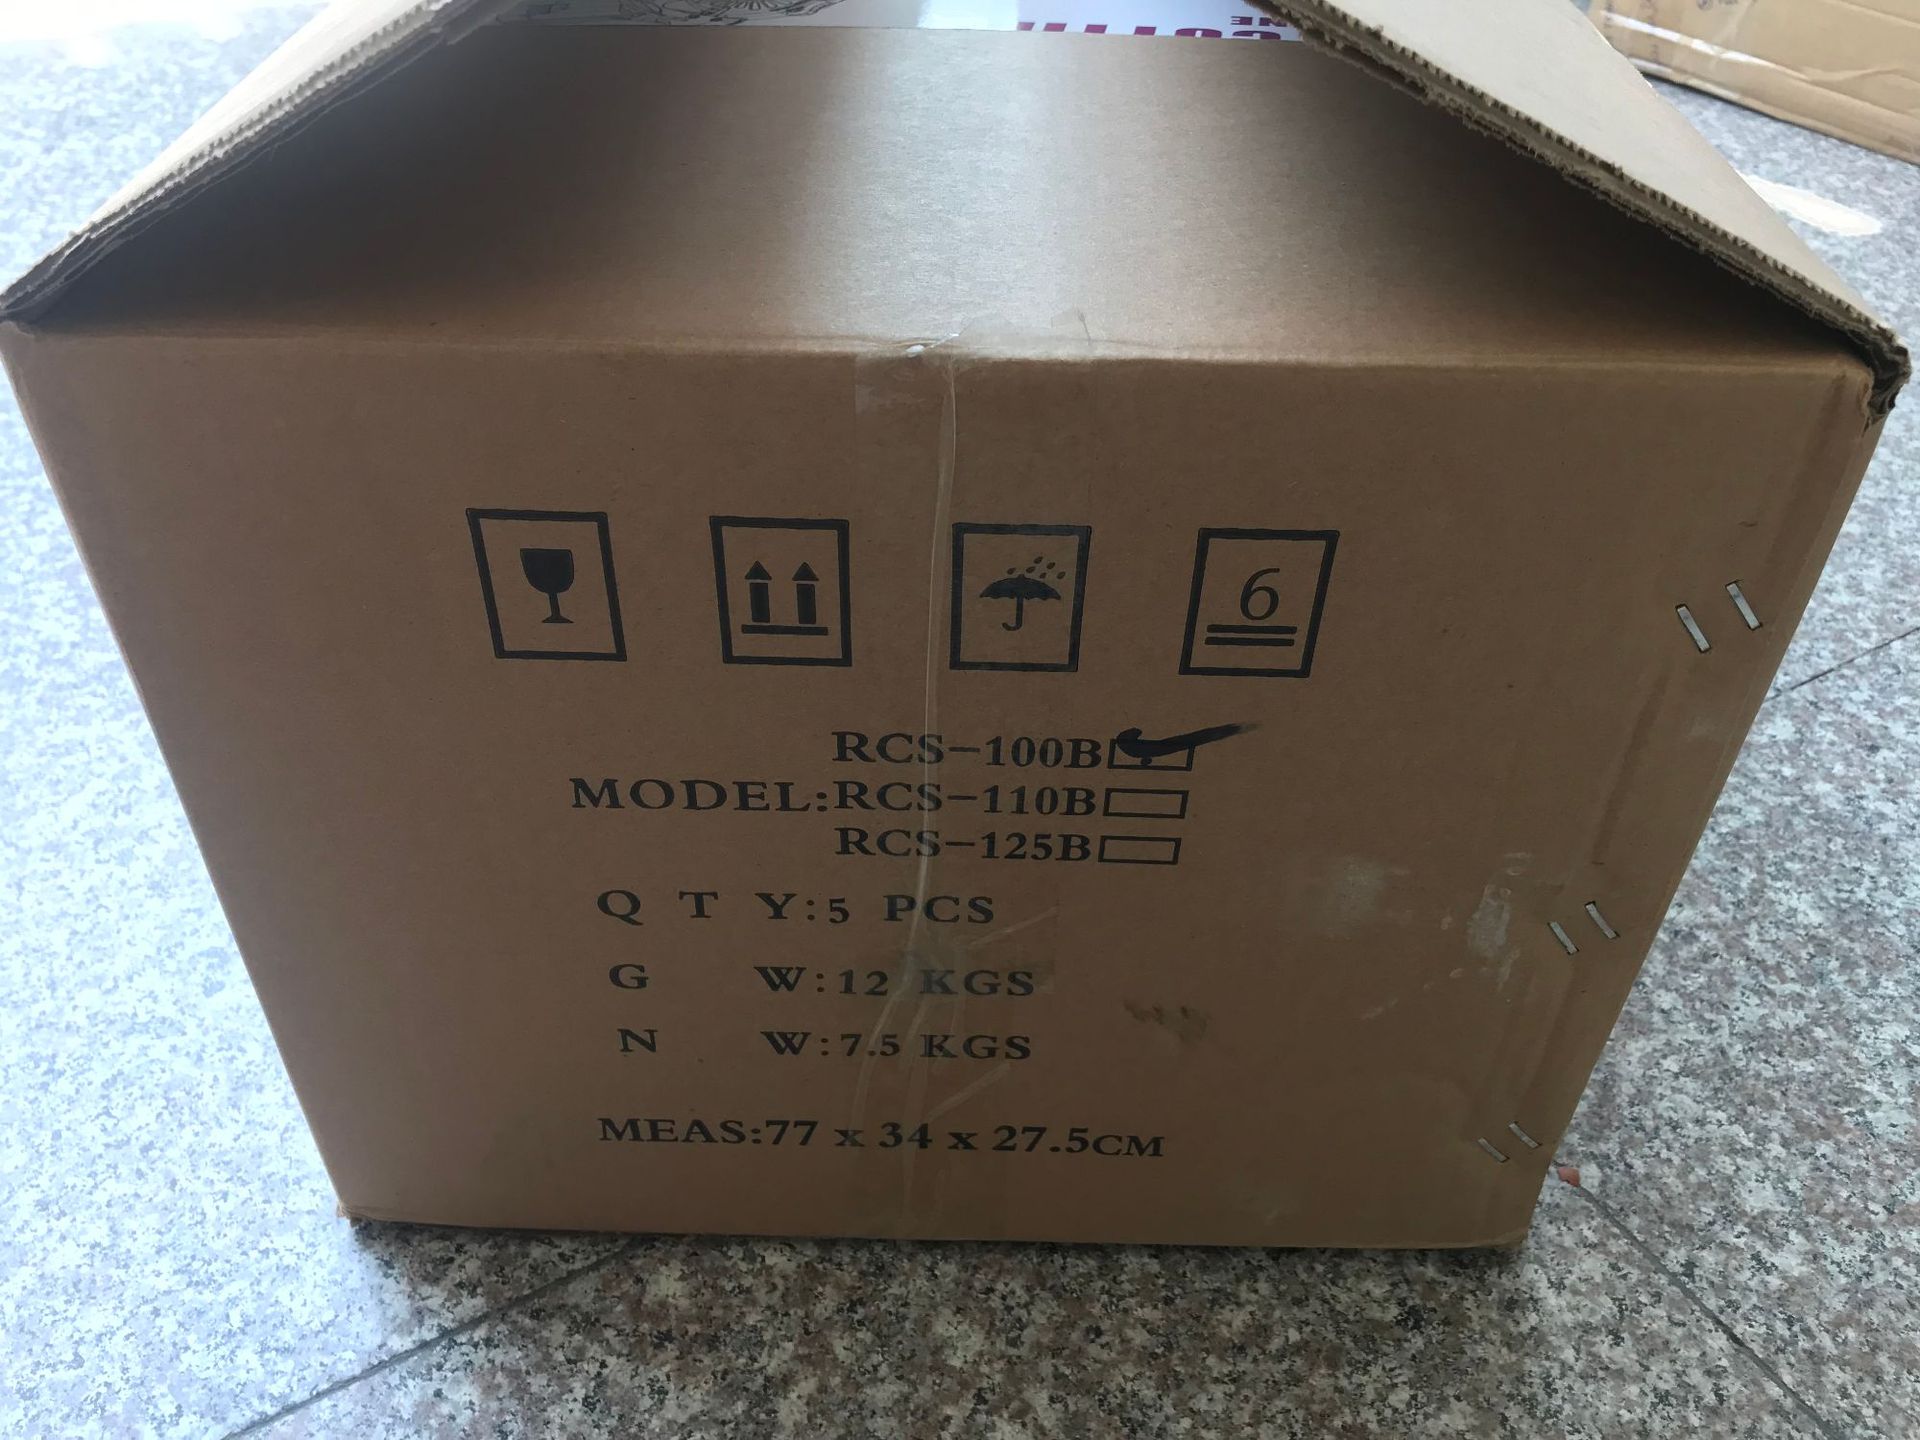 6
RCS-100B
MODEL:RCS-110B
RCS-125B
Q T Y:5 PCS
G W:12 KGS
N W:7.5 KGS
MEAS:77 x 34 x 27.5CM